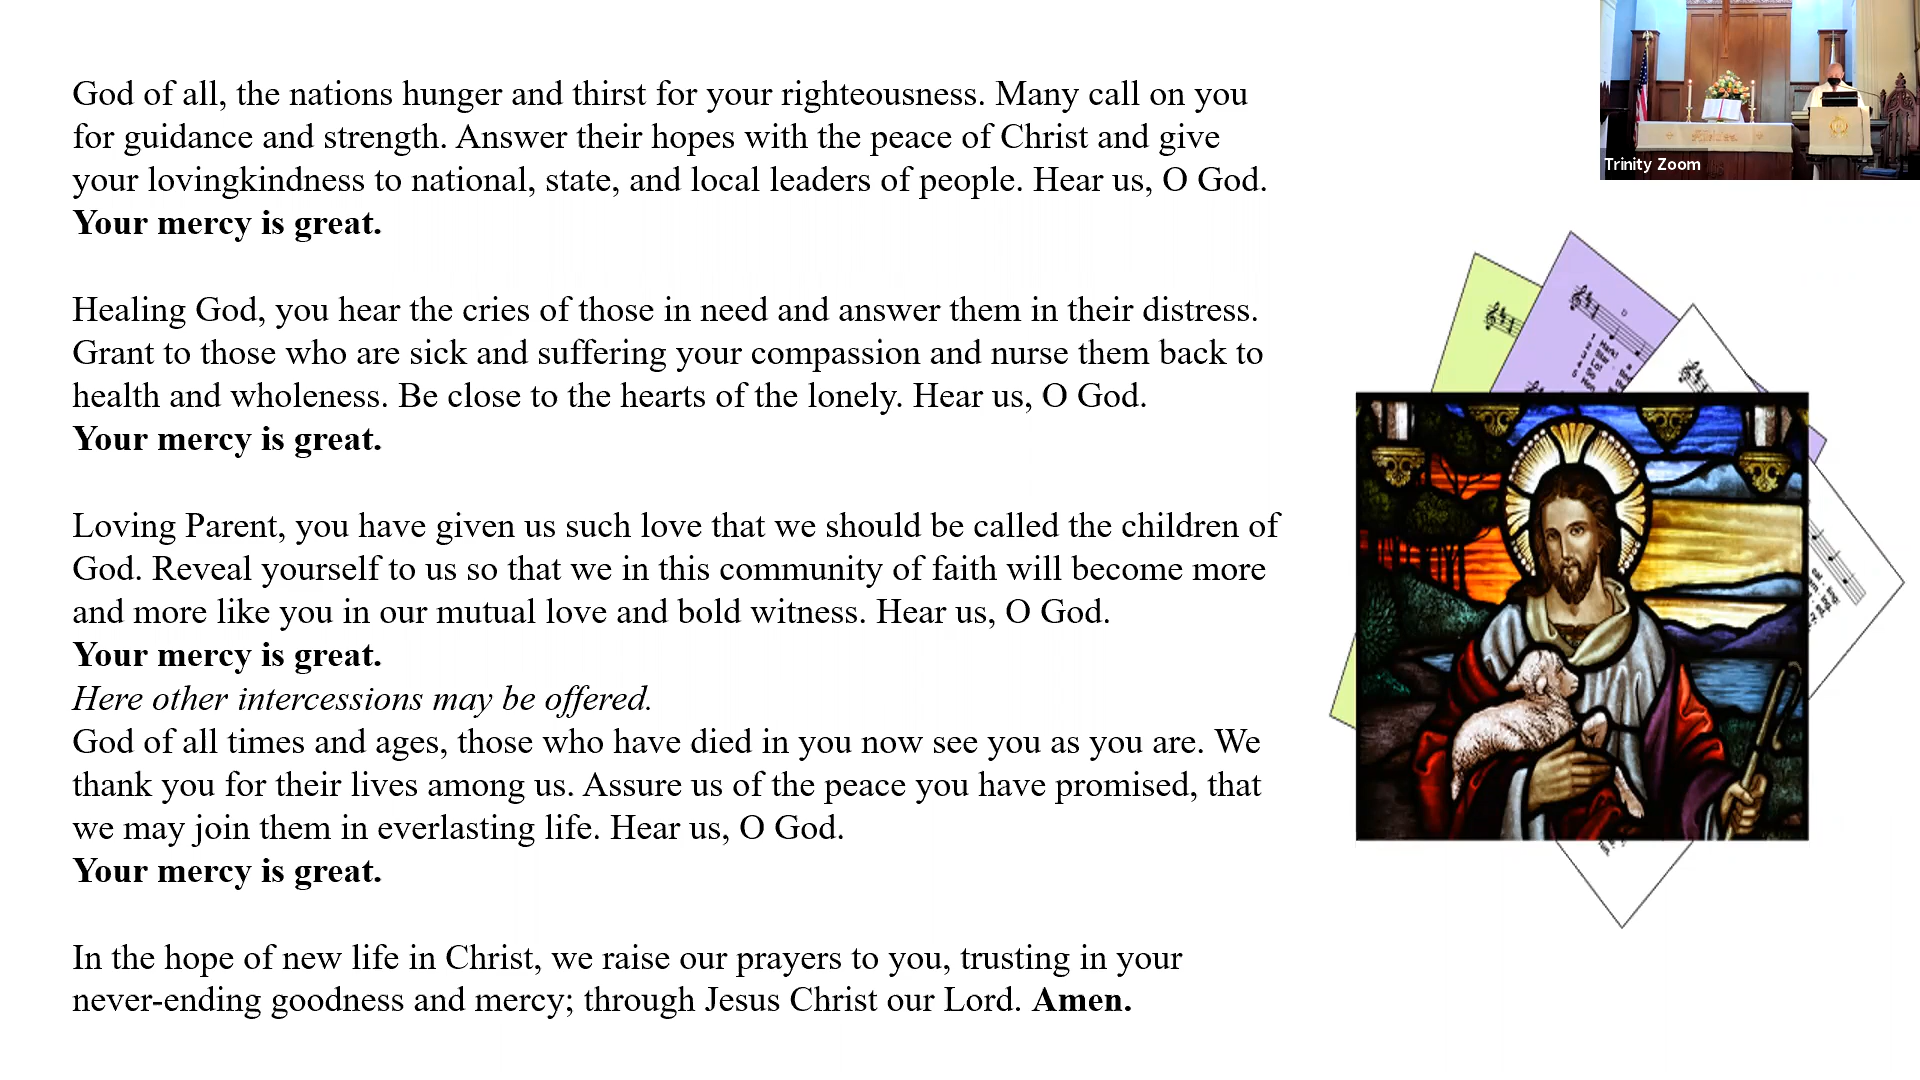 God of all, the nations hunger and thirst for your righteousness. Many call on you
for guidance and strength. Answer their hopes with the peace of Christ and give
your lovingkindness to national, state, and local leaders of people. Hear us, O God.
Your mercy is great.
Healing God, you hear the cries of those in need and answer them in their distress.
Grant to those who are sick and suffering your compassion and nurse them back to
health and wholeness. Be close to the hearts of the lonely. Hear us, O God.
Your mercy is great.
Loving Parent, you have given us such love that we should be called the children of
God. Reveal yourself to us so that we in this community of faith will become more
and more like you in our mutual love and bold witness. Hear us, O God.
Your mercy is great.
Here other intercessions may be offered.
God of all times and ages, those who have died in you now see you as you are. We
thank you for their lives among us. Assure us of the peace you have promised, that
we may join them in everlasting life. Hear us, O God.
Your mercy is great.
In the hope of new life in Christ, we raise our prayers to you, trusting in your
never-ending goodness and mercy; through Jesus Christ our Lord. Amen.
Trinity Zoom
D
1 Hark!
2 Star
3 Lo!
4 So